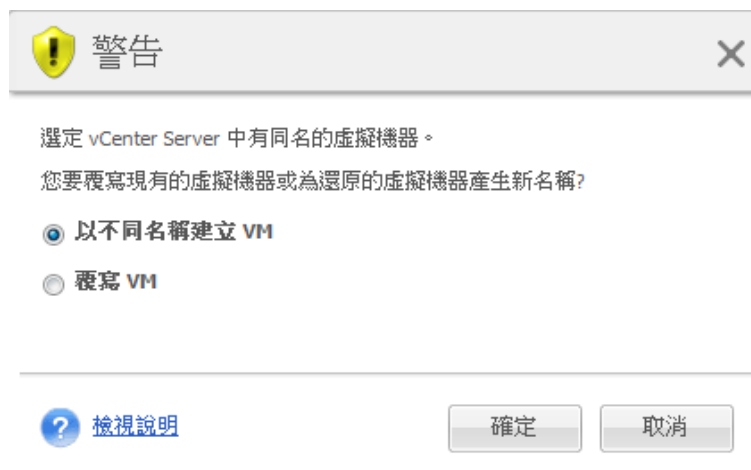 警告
選定 vCenter Server 中有同名的虛擬機器。
您要覆寫現有的虛擬機器或為還原的虛擬機器產生新名稱?
以不同名稱建立 VM
覆寫 VM
檢視說明
確定
取消